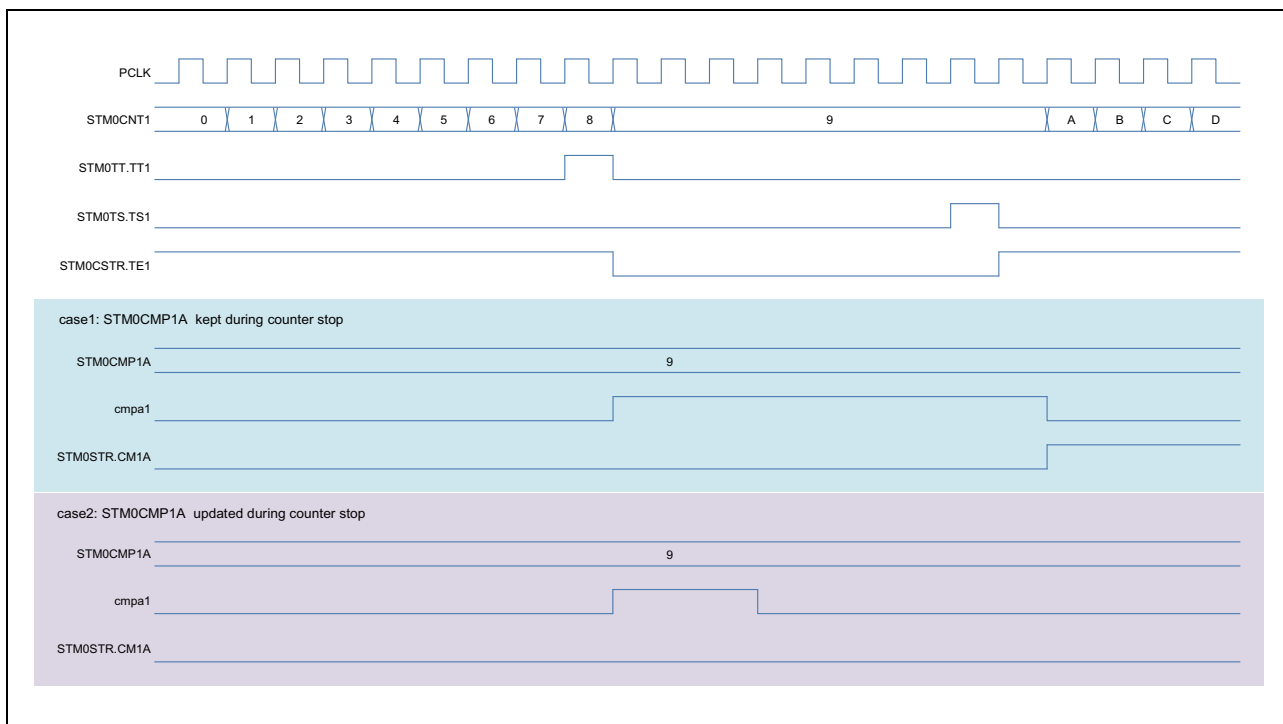 PCLK
STM0CNT1 0 1 2 3 4 5 6 7 8 9 A B C D
STM0TT.TT1
STM0TS.TS1
STM0CSTR.TE1
case1: STM0CMP1A kept during counter stop
STM0CMP1A 9
cmpa1
STM0STR.CM1A
case2: STM0CMP1A updated during counter stop
STM0CMP1A 9
cmpa1
STM0STR.CM1A